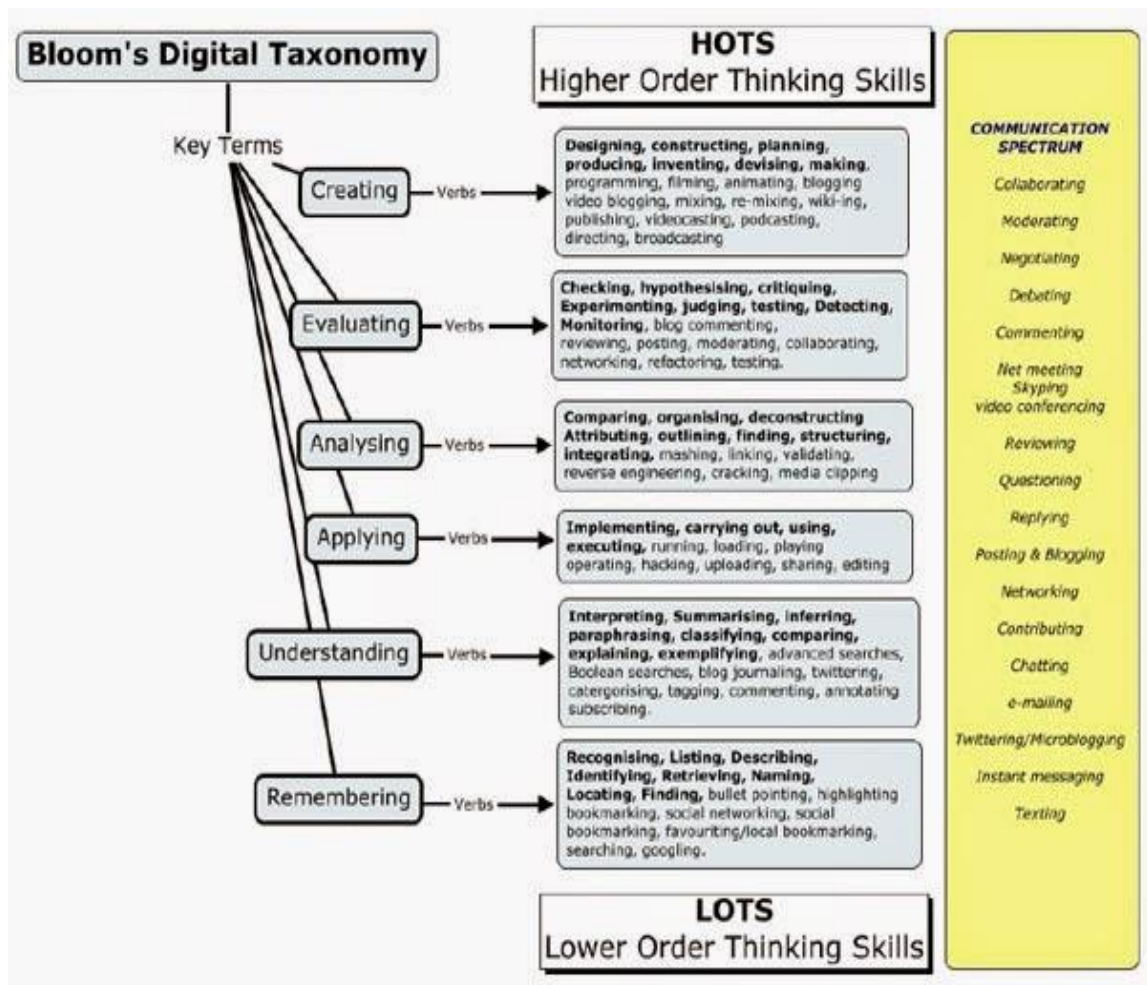 Bloom's Digital Taxonomy
Key Terms
HOTS
Higher Order Thinking Skills
Creating
Verbs
Designing, constructing, planning,
producing, inventing, devising, making,
programming, filming, animating, blogging
video blogging, mixing, re-mixing, wiki-ing,
publishing, videocasting, podcasting,
directing, broadcasting
Evaluating
Verbs
Checking, hypothesising, critiquing,
Experimenting, judging, testing, Detecting,
Monitoring, blog commenting,
reviewing, posting, moderating, collaborating,
networking, refactoring, testing.
Analysing
Verbs
Comparing, organising, deconstructing
Attributing, outlining, finding, structuring,
integrating, mashing, linking, validating,
reverse engineering, cracking, media clipping
Applying
Verbs
Implementing, carrying out, using,
executing, running, loading, playing
operating, hacking, uploading, sharing, editing
Understanding
Verbs
Interpreting, Summarising, inferring,
paraphrasing, classifying, comparing,
explaining, exemplifying, advanced searches,
Boolean searches, blog journaling, twittering,
catergorising, tagging, commenting, annotating
subscribing.
Remembering
Verbs
Recognising, Listing, Describing,
Identifying, Retrieving, Naming,
Locating, Finding, bullet pointing, highlighting
bookmarking, social networking, social
bookmarking, favouriting/local bookmarking,
searching, googling.
LOTS
Lower Order Thinking Skills
COMMUNICATION
SPECTRUM
Collaborating
Moderating
Negotiating
Debating
Commenting
Net meeting
Skyping
video conferencing
Reviewing
Questioning
Replying
Posting & Blogging
Networking
Contributing
Chatting
e-mailing
Twittering/Microblogging
Instant messaging
Texting